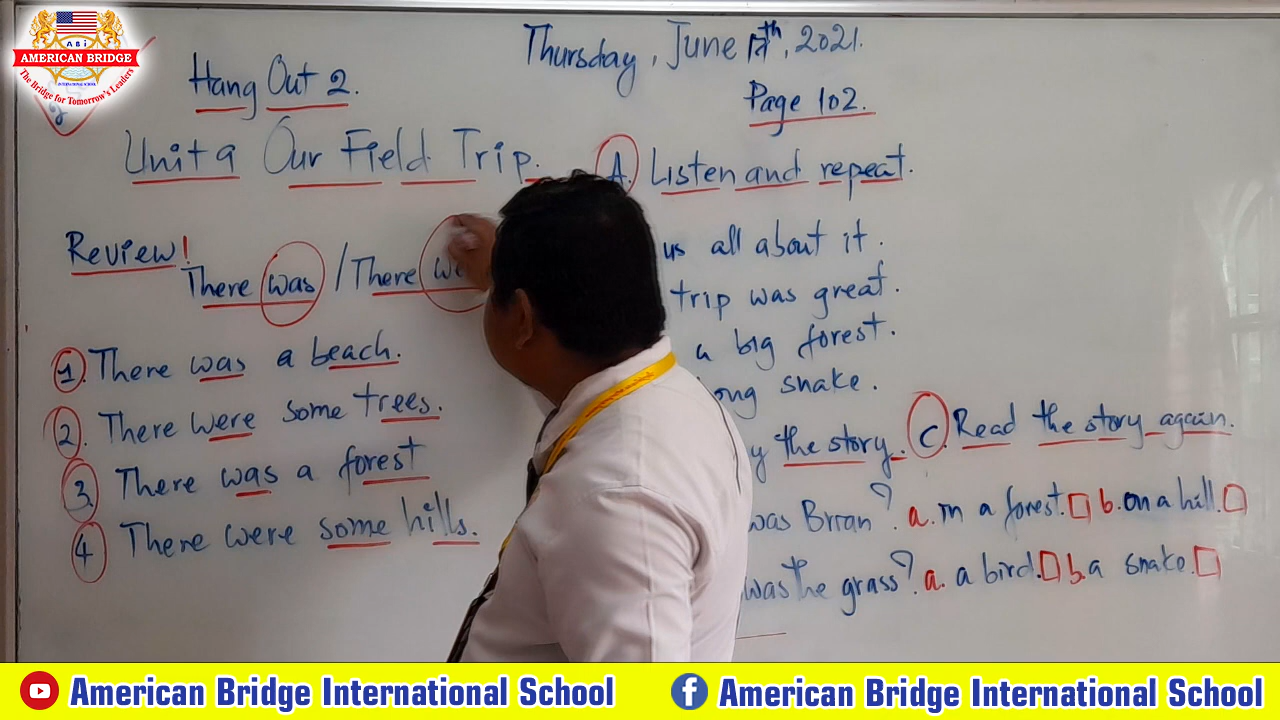 A B i
AMERICAN BRIDGE
INTERNATIONAL SCHOOL
The Bridge for Tomorrow's Leaders
Hang Out 2.
Thursday, June 17th, 2021.
Page 102.
Unit 9 Our Field Trip.
A. Listen and repeat.
Review!
There was / There we
1. There was a beach.
2. There were some trees.
3. There was a forest
4 There were some hills.
us all about it.
trip was great.
a big forest.
ong snake.
y the story.
C. Read the story again.
was Brian? a. in a forest. b. on a hill.
was the grass? a. a bird. b. a snake.
American Bridge International School
American Bridge International School